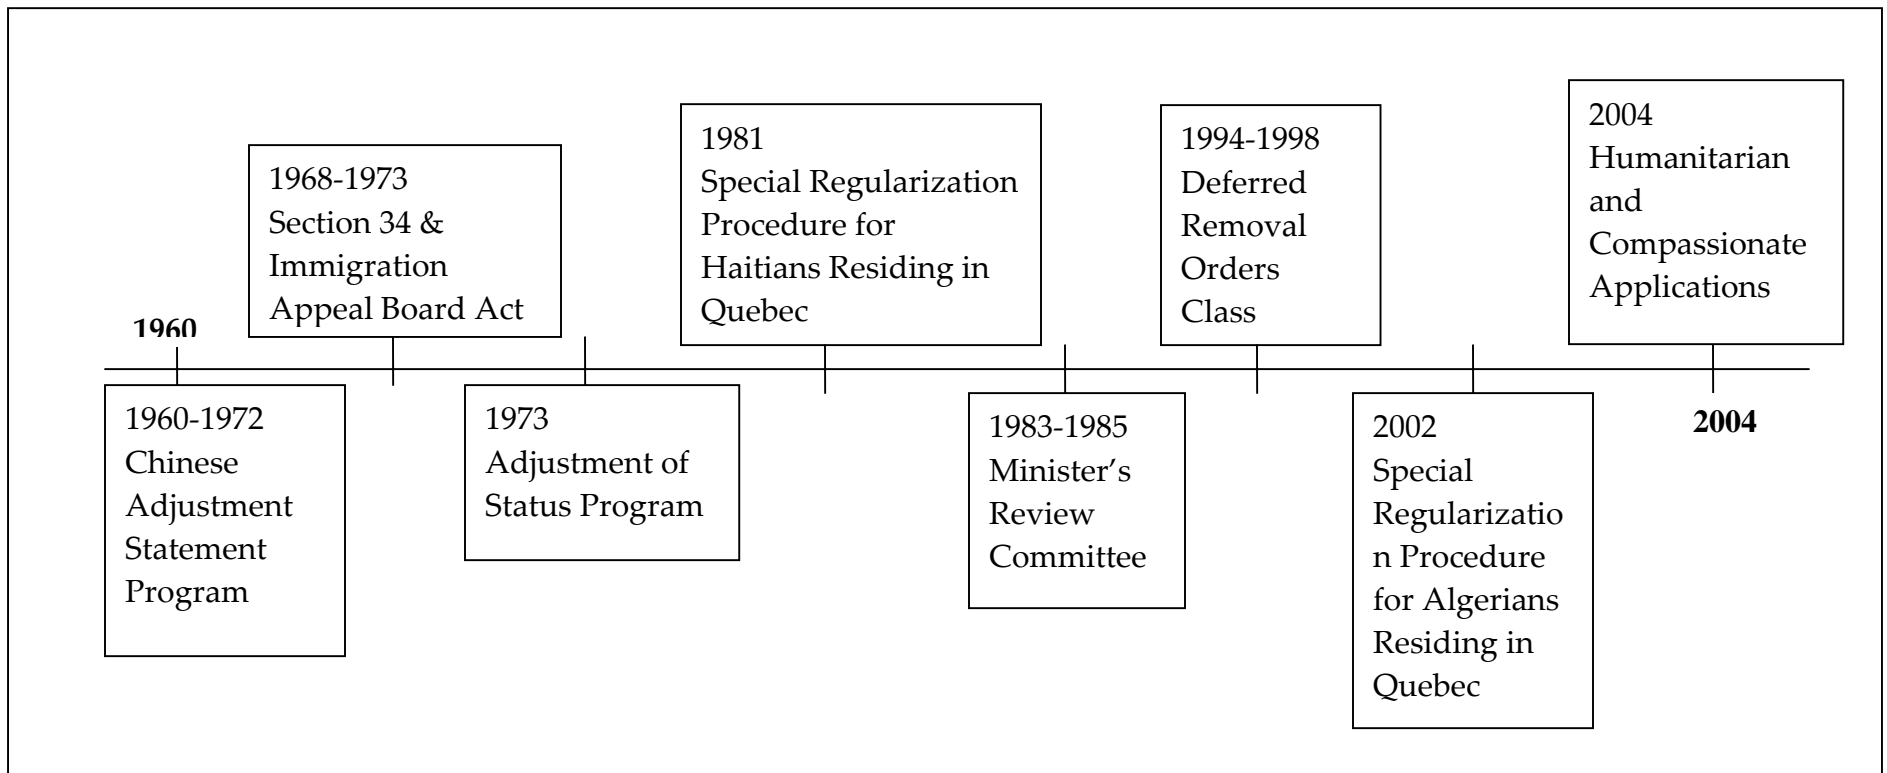 1960
1960-1972
Chinese
Adjustment
Statement
Program
1968-1973
Section 34 &
Immigration
Appeal Board Act
1973
Adjustment of
Status Program
1981
Special Regularization
Procedure for
Haitians Residing in
Quebec
1983-1985
Minister’s
Review
Committee
1994-1998
Deferred
Removal
Orders
Class
2002
Special
Regularizatio
n Procedure
for Algerians
Residing in
Quebec
2004
Humanitarian
and
Compassionate
Applications
2004